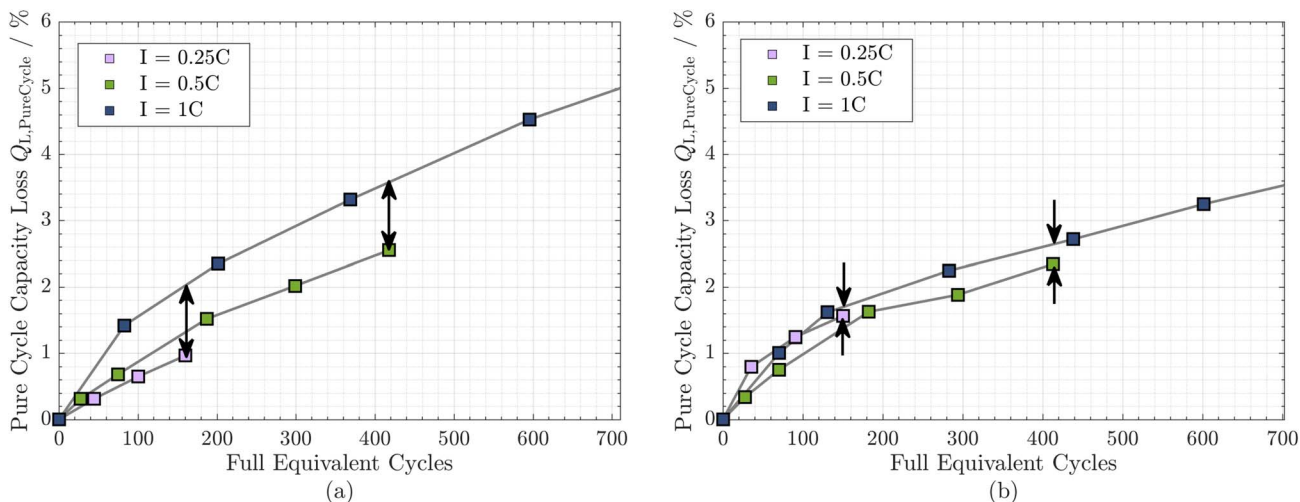 Pure Cycle Capacity Loss Q_L,PureCycle / %
6
5
4
3
2
1
0
I = 0.25C
I = 0.5C
I = 1C
0 100 200 300 400 500 600 700
Full Equivalent Cycles
(a)
Pure Cycle Capacity Loss Q_L,PureCycle / %
6
5
4
3
2
1
0
I = 0.25C
I = 0.5C
I = 1C
0 100 200 300 400 500 600 700
Full Equivalent Cycles
(b)